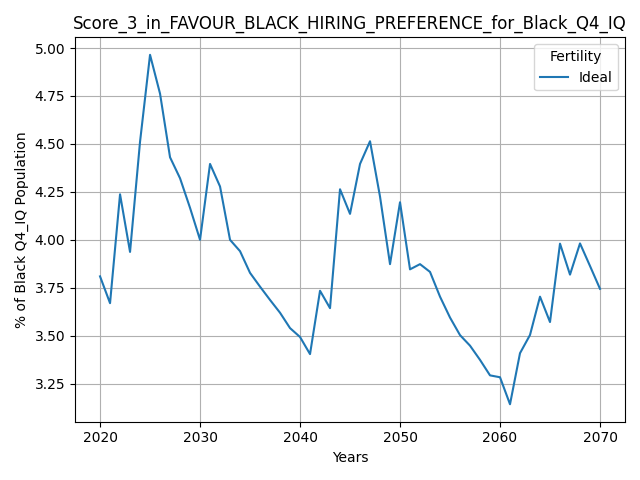 Score_3_in_FAVOUR_BLACK_HIRING_PREFERENCE_for_Black_Q4_IQ
Fertility
Ideal
% of Black Q4_IQ Population
5.00
4.75
4.50
4.25
4.00
3.75
3.50
3.25
2020 2030 2040 2050 2060 2070
Years